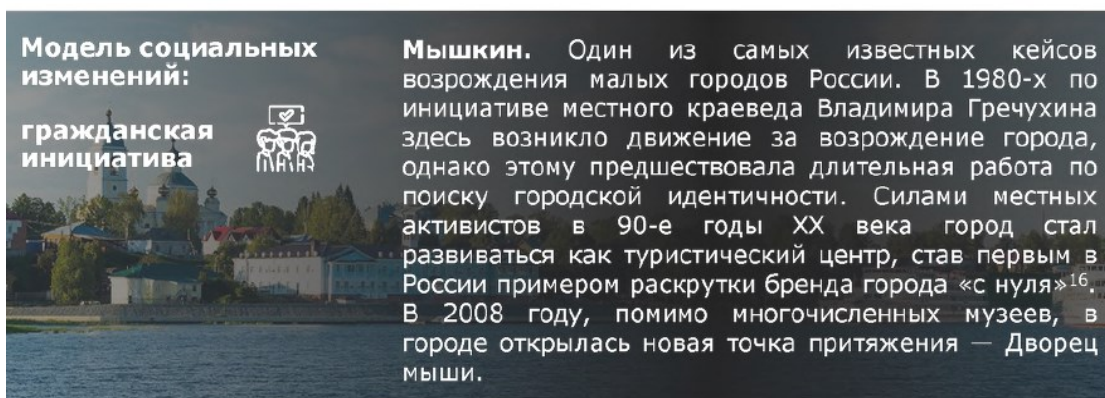 Модель социальных
изменений:
гражданская
инициатива
Мышкин. Один из самых известных кейсов
возрождения малых городов России. В 1980-х по
инициативе местного краеведа Владимира Гречухина
здесь возникло движение за возрождение города,
однако этому предшествовала длительная работа по
поиску городской идентичности. Силами местных
активистов в 90-е годы XX века город стал
развиваться как туристический центр, став первым в
России примером раскрутки бренда города «с нуля»¹⁶.
В 2008 году, помимо многочисленных музеев, в
городе открылась новая точка притяжения — Дворец
мыши.